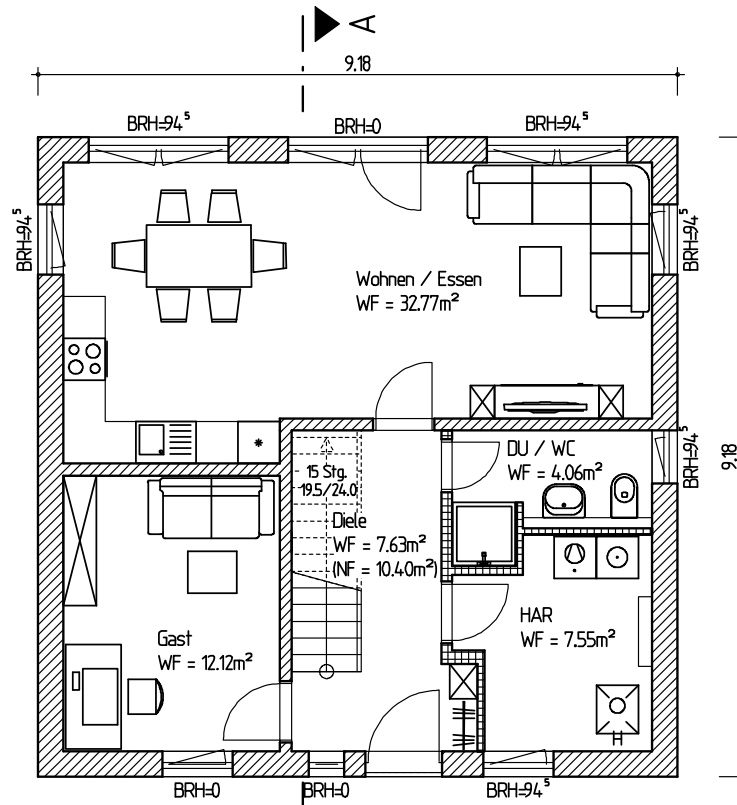 A
9.18
BRH=94⁵
BRH=0
BRH=94⁵
BRH=94⁵
BRH=94⁵
Wohnen / Essen
WF = 32.77m²
15 Stg.
19.5/24.0
DU / WC
WF = 4.06m²
BRH=94⁵
9.18
Diele
WF = 7.63m²
(NF = 10.40m²)
HAR
WF = 7.55m²
Gast
WF = 12.12m²
H
BRH=0
BRH=0
BRH=94⁵